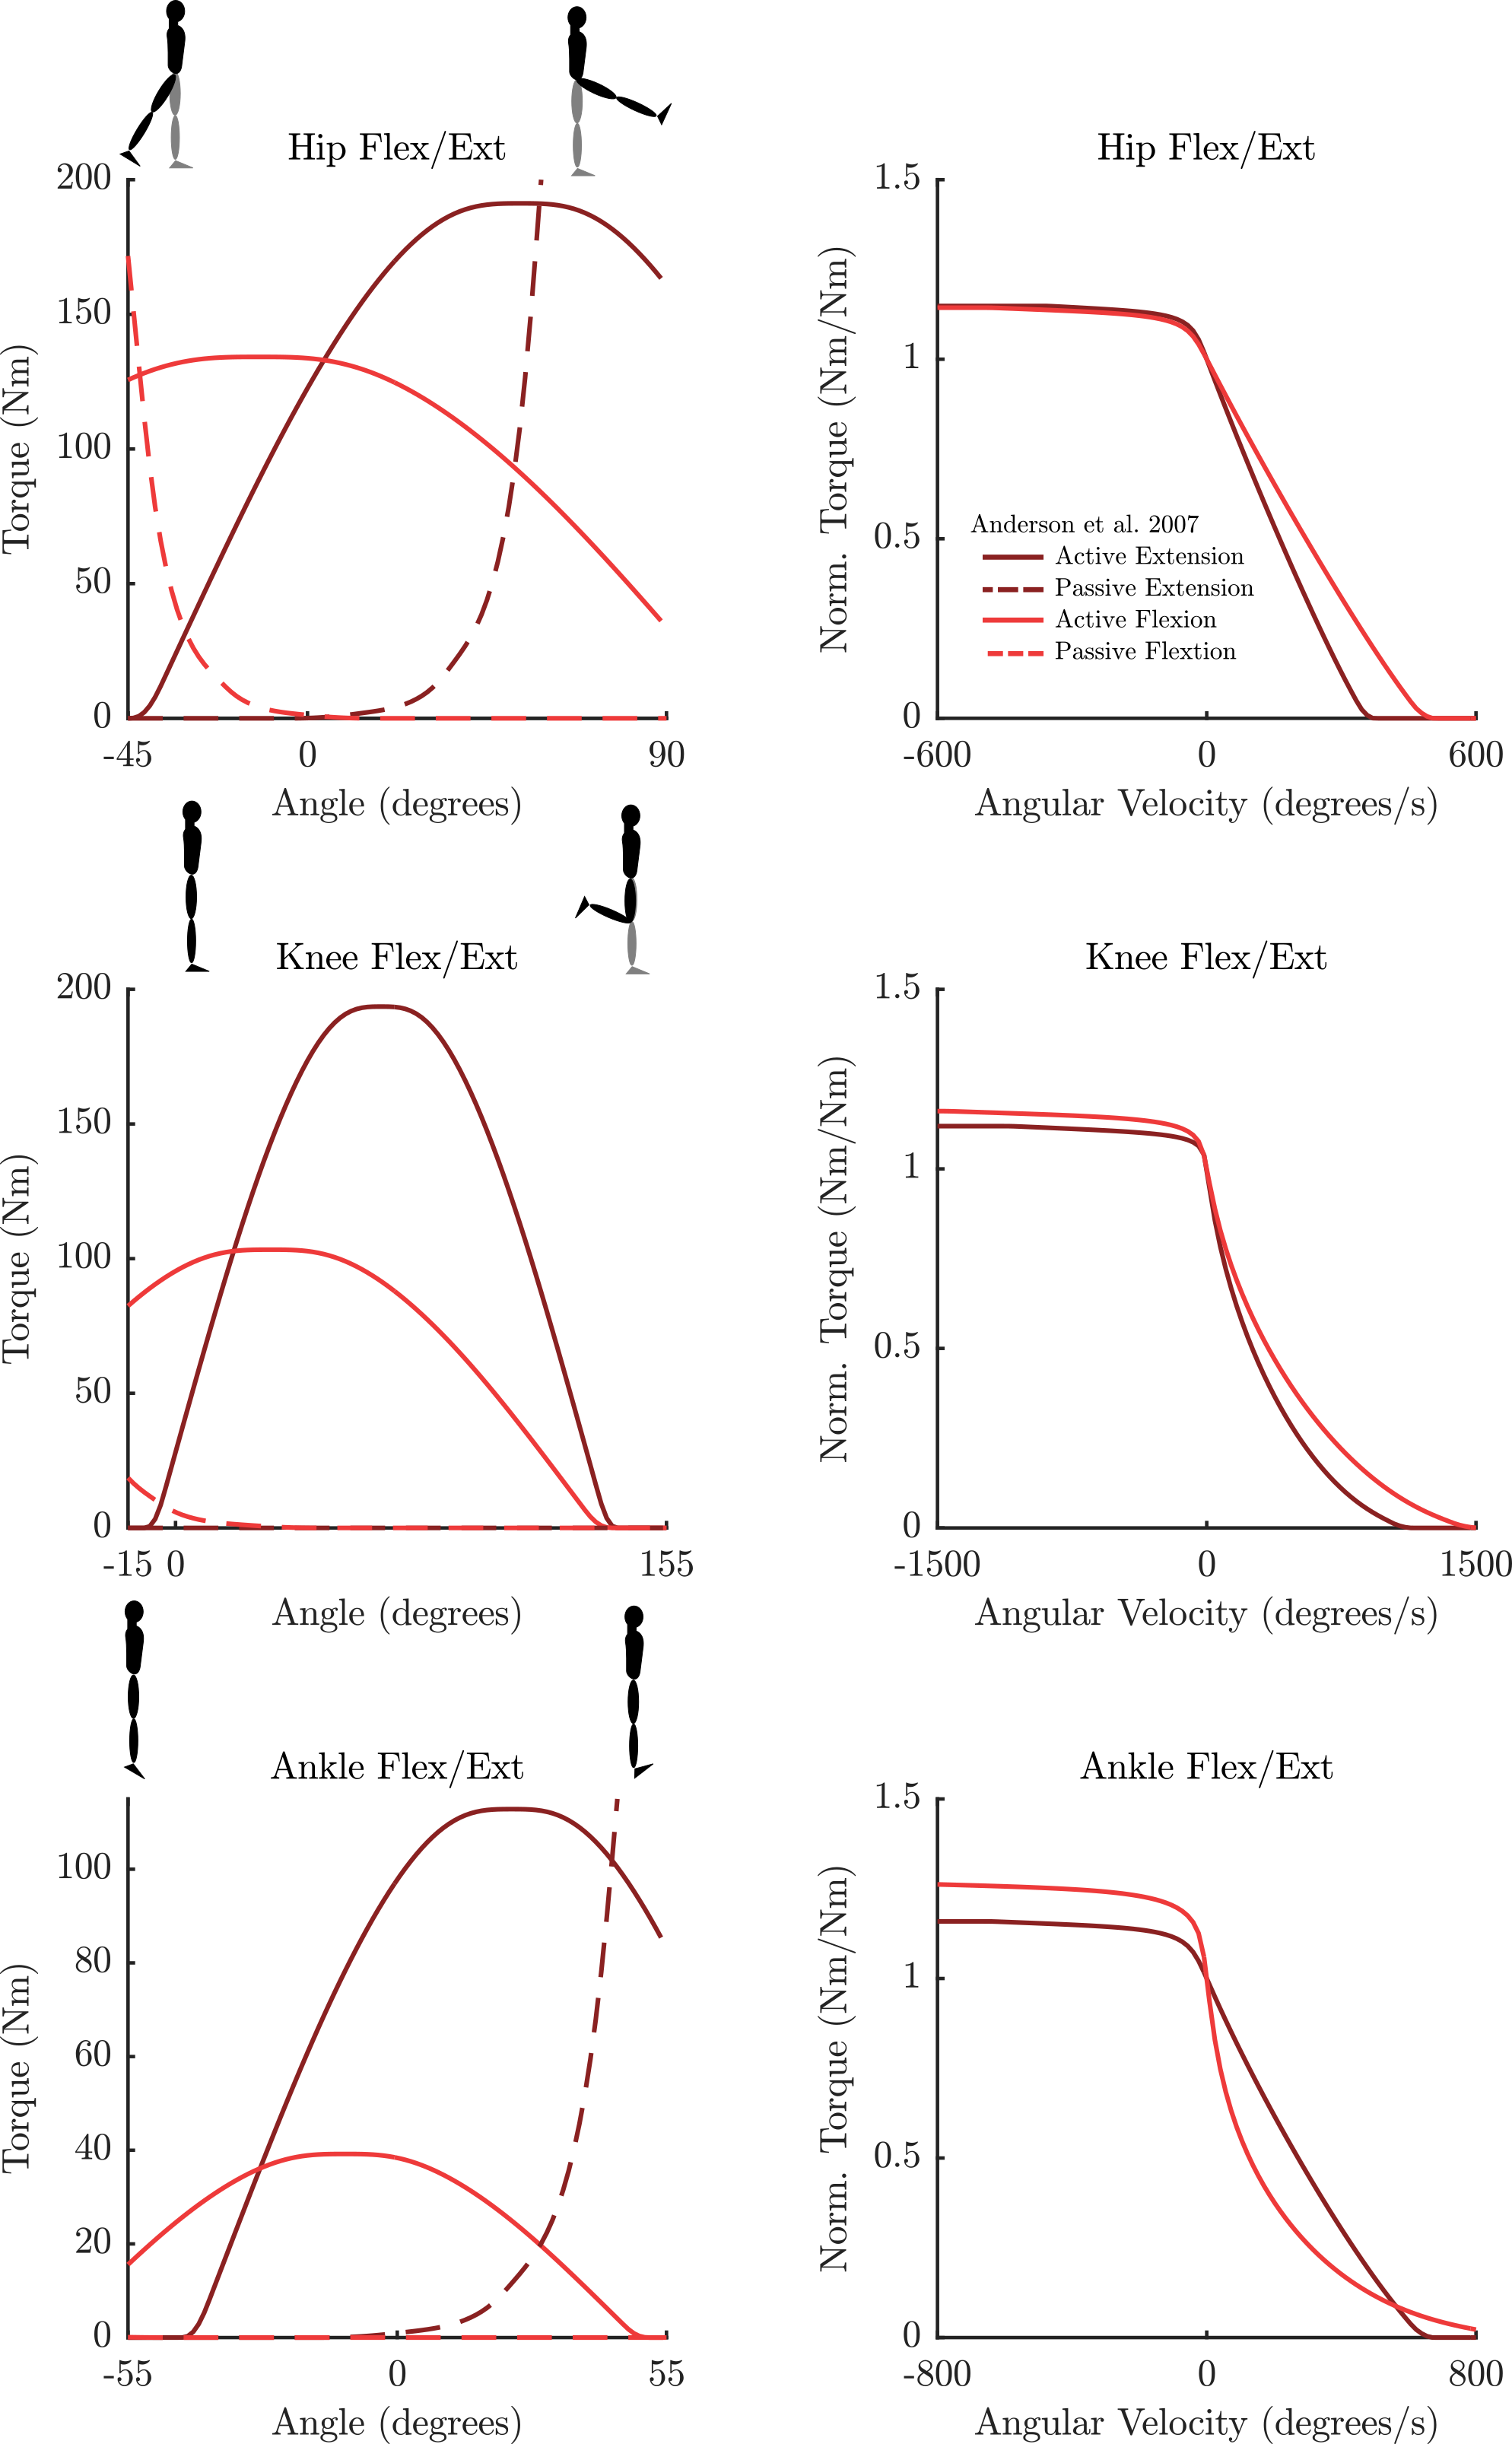 Hip Flex/Ext
200
150
100
50
0
-45 0 90
Torque (Nm)
Angle (degrees)
Hip Flex/Ext
1.5
1
0.5
0
-600 0 600
Norm. Torque (Nm/Nm)
Angular Velocity (degrees/s)
Anderson et al. 2007
Active Extension
Passive Extension
Active Flexion
Passive Flextion
Knee Flex/Ext
200
150
100
50
0
-15 0 155
Torque (Nm)
Angle (degrees)
Knee Flex/Ext
1.5
1
0.5
0
-1500 0 1500
Norm. Torque (Nm/Nm)
Angular Velocity (degrees/s)
Ankle Flex/Ext
100
80
60
40
20
0
-55 0 55
Torque (Nm)
Angle (degrees)
Ankle Flex/Ext
1.5
1
0.5
0
-800 0 800
Norm. Torque (Nm/Nm)
Angular Velocity (degrees/s)